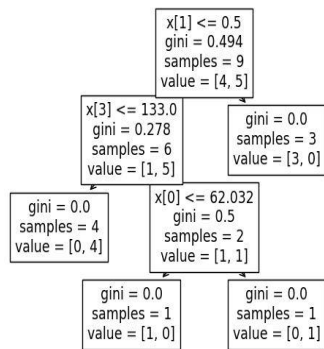 x[1] <= 0.5
gini = 0.494
samples = 9
value = [4, 5]
x[3] <= 133.0
gini = 0.278
samples = 6
value = [1, 5]
gini = 0.0
samples = 3
value = [3, 0]
gini = 0.0
samples = 4
value = [0, 4]
x[0] <= 62.032
gini = 0.5
samples = 2
value = [1, 1]
gini = 0.0
samples = 1
value = [1, 0]
gini = 0.0
samples = 1
value = [0, 1]